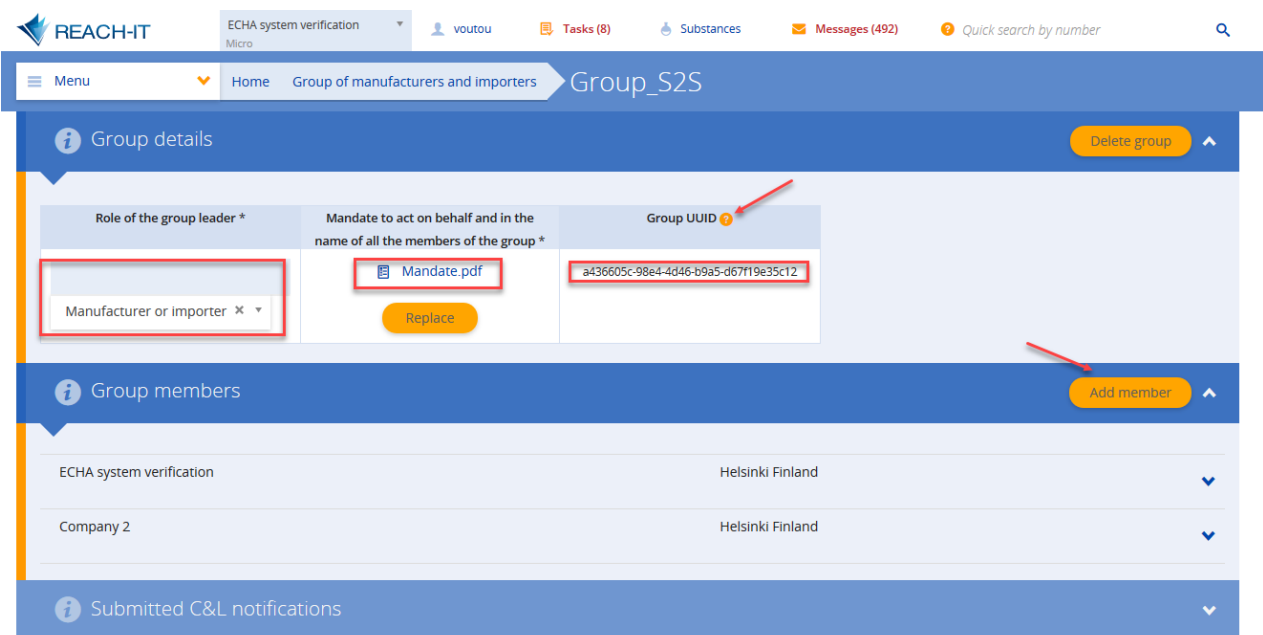 REACH-IT
ECHA system verification
Micro
voutou
Tasks (8)
Substances
Messages (492)
? Quick search by number
Menu
Home
Group of manufacturers and importers
Group_S2S
i Group details
Delete group
Role of the group leader *
Mandate to act on behalf and in the
name of all the members of the group *
Group UUID ?
Manufacturer or importer ×
Mandate.pdf
Replace
a436605c-98e4-4d46-b9a5-d67f19e35c12
i Group members
Add member
ECHA system verification
Helsinki Finland
Company 2
Helsinki Finland
i Submitted C&L notifications